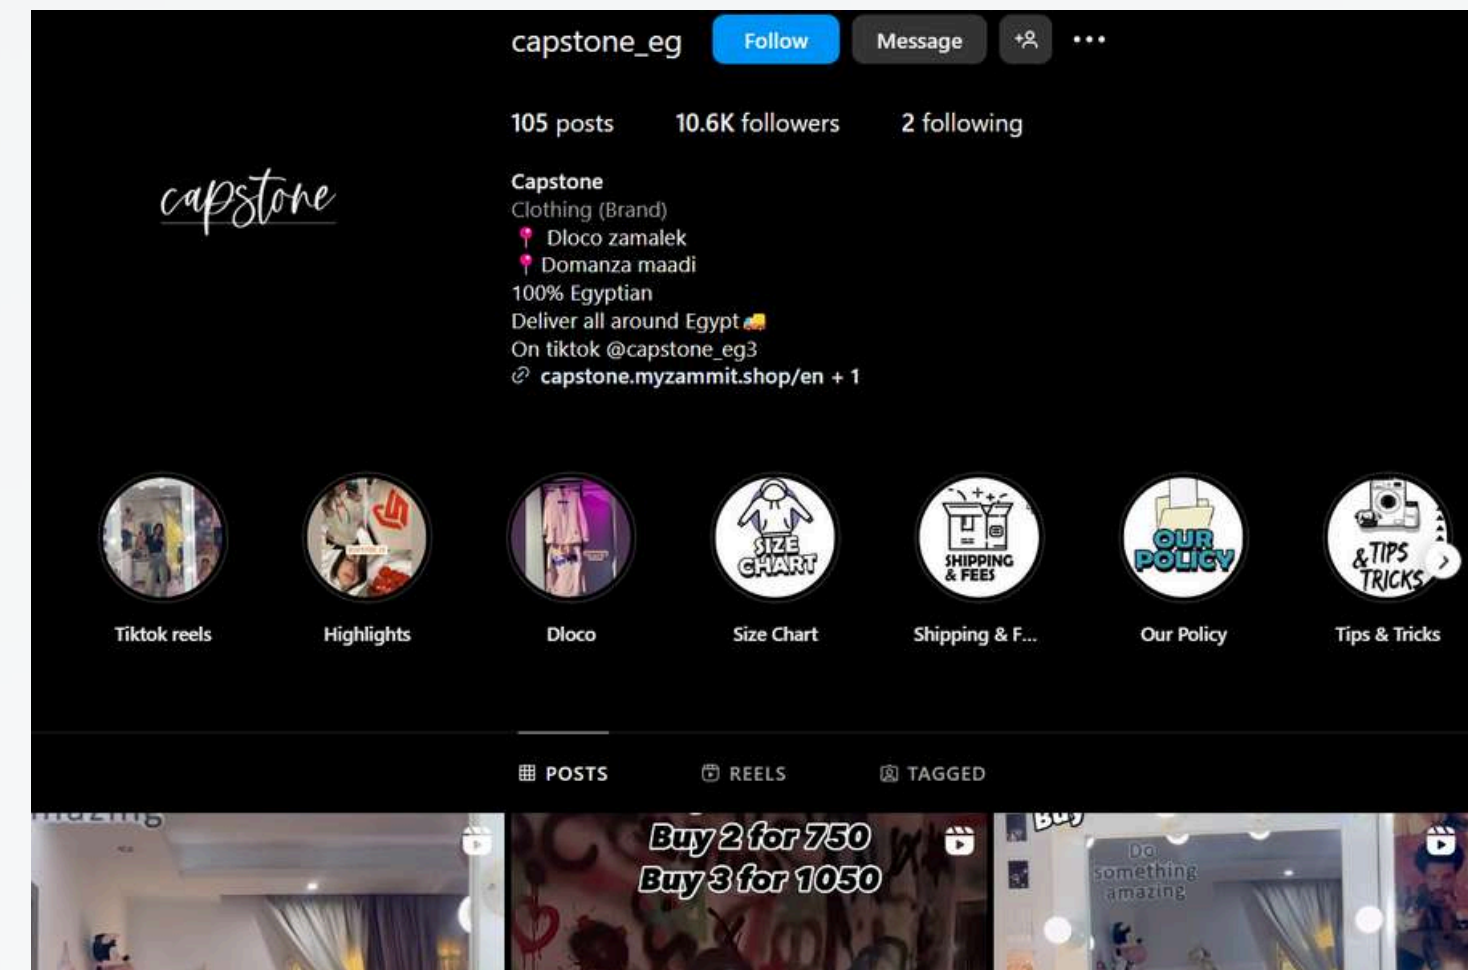 capstone_eg Follow Message
105 posts 10.6K followers 2 following
capstone
Capstone
Clothing (Brand)
📍 Dloco zamalek
📍 Domanza maadi
100% Egyptian
Deliver all around Egypt🚚
On tiktok @capstone_eg3
capstone.myzammit.shop/en + 1
SIZE
CHART
SHIPPING
& FEES
OUR
POLICY
& TIPS
TRICKS
Tiktok reels Highlights Dloco Size Chart Shipping & F... Our Policy Tips & Tricks
POSTS REELS TAGGED
amazing
Buy 2 for 750
Buy 3 for 1050
Buy
Do
something
amazing